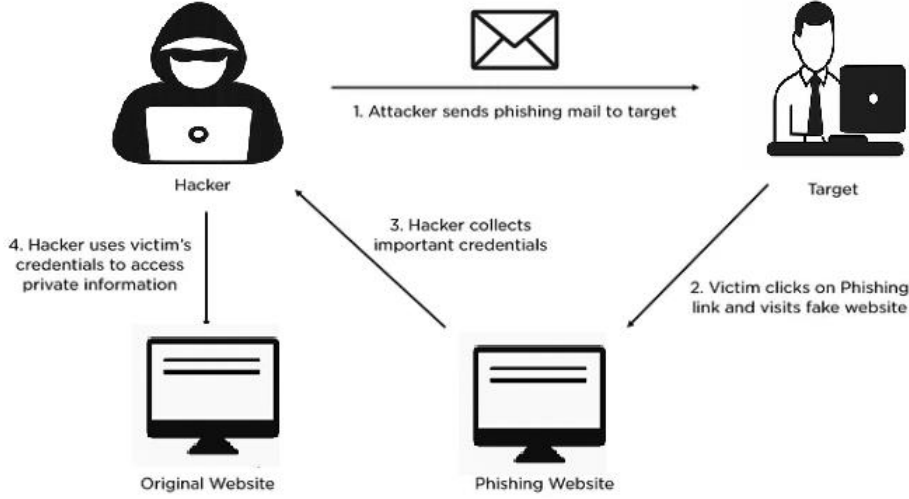 1. Attacker sends phishing mail to target
Hacker
Target
3. Hacker collects
important credentials
4. Hacker uses victim's
credentials to access
private information
2. Victim clicks on Phishing
link and visits fake website
Original Website
Phishing Website